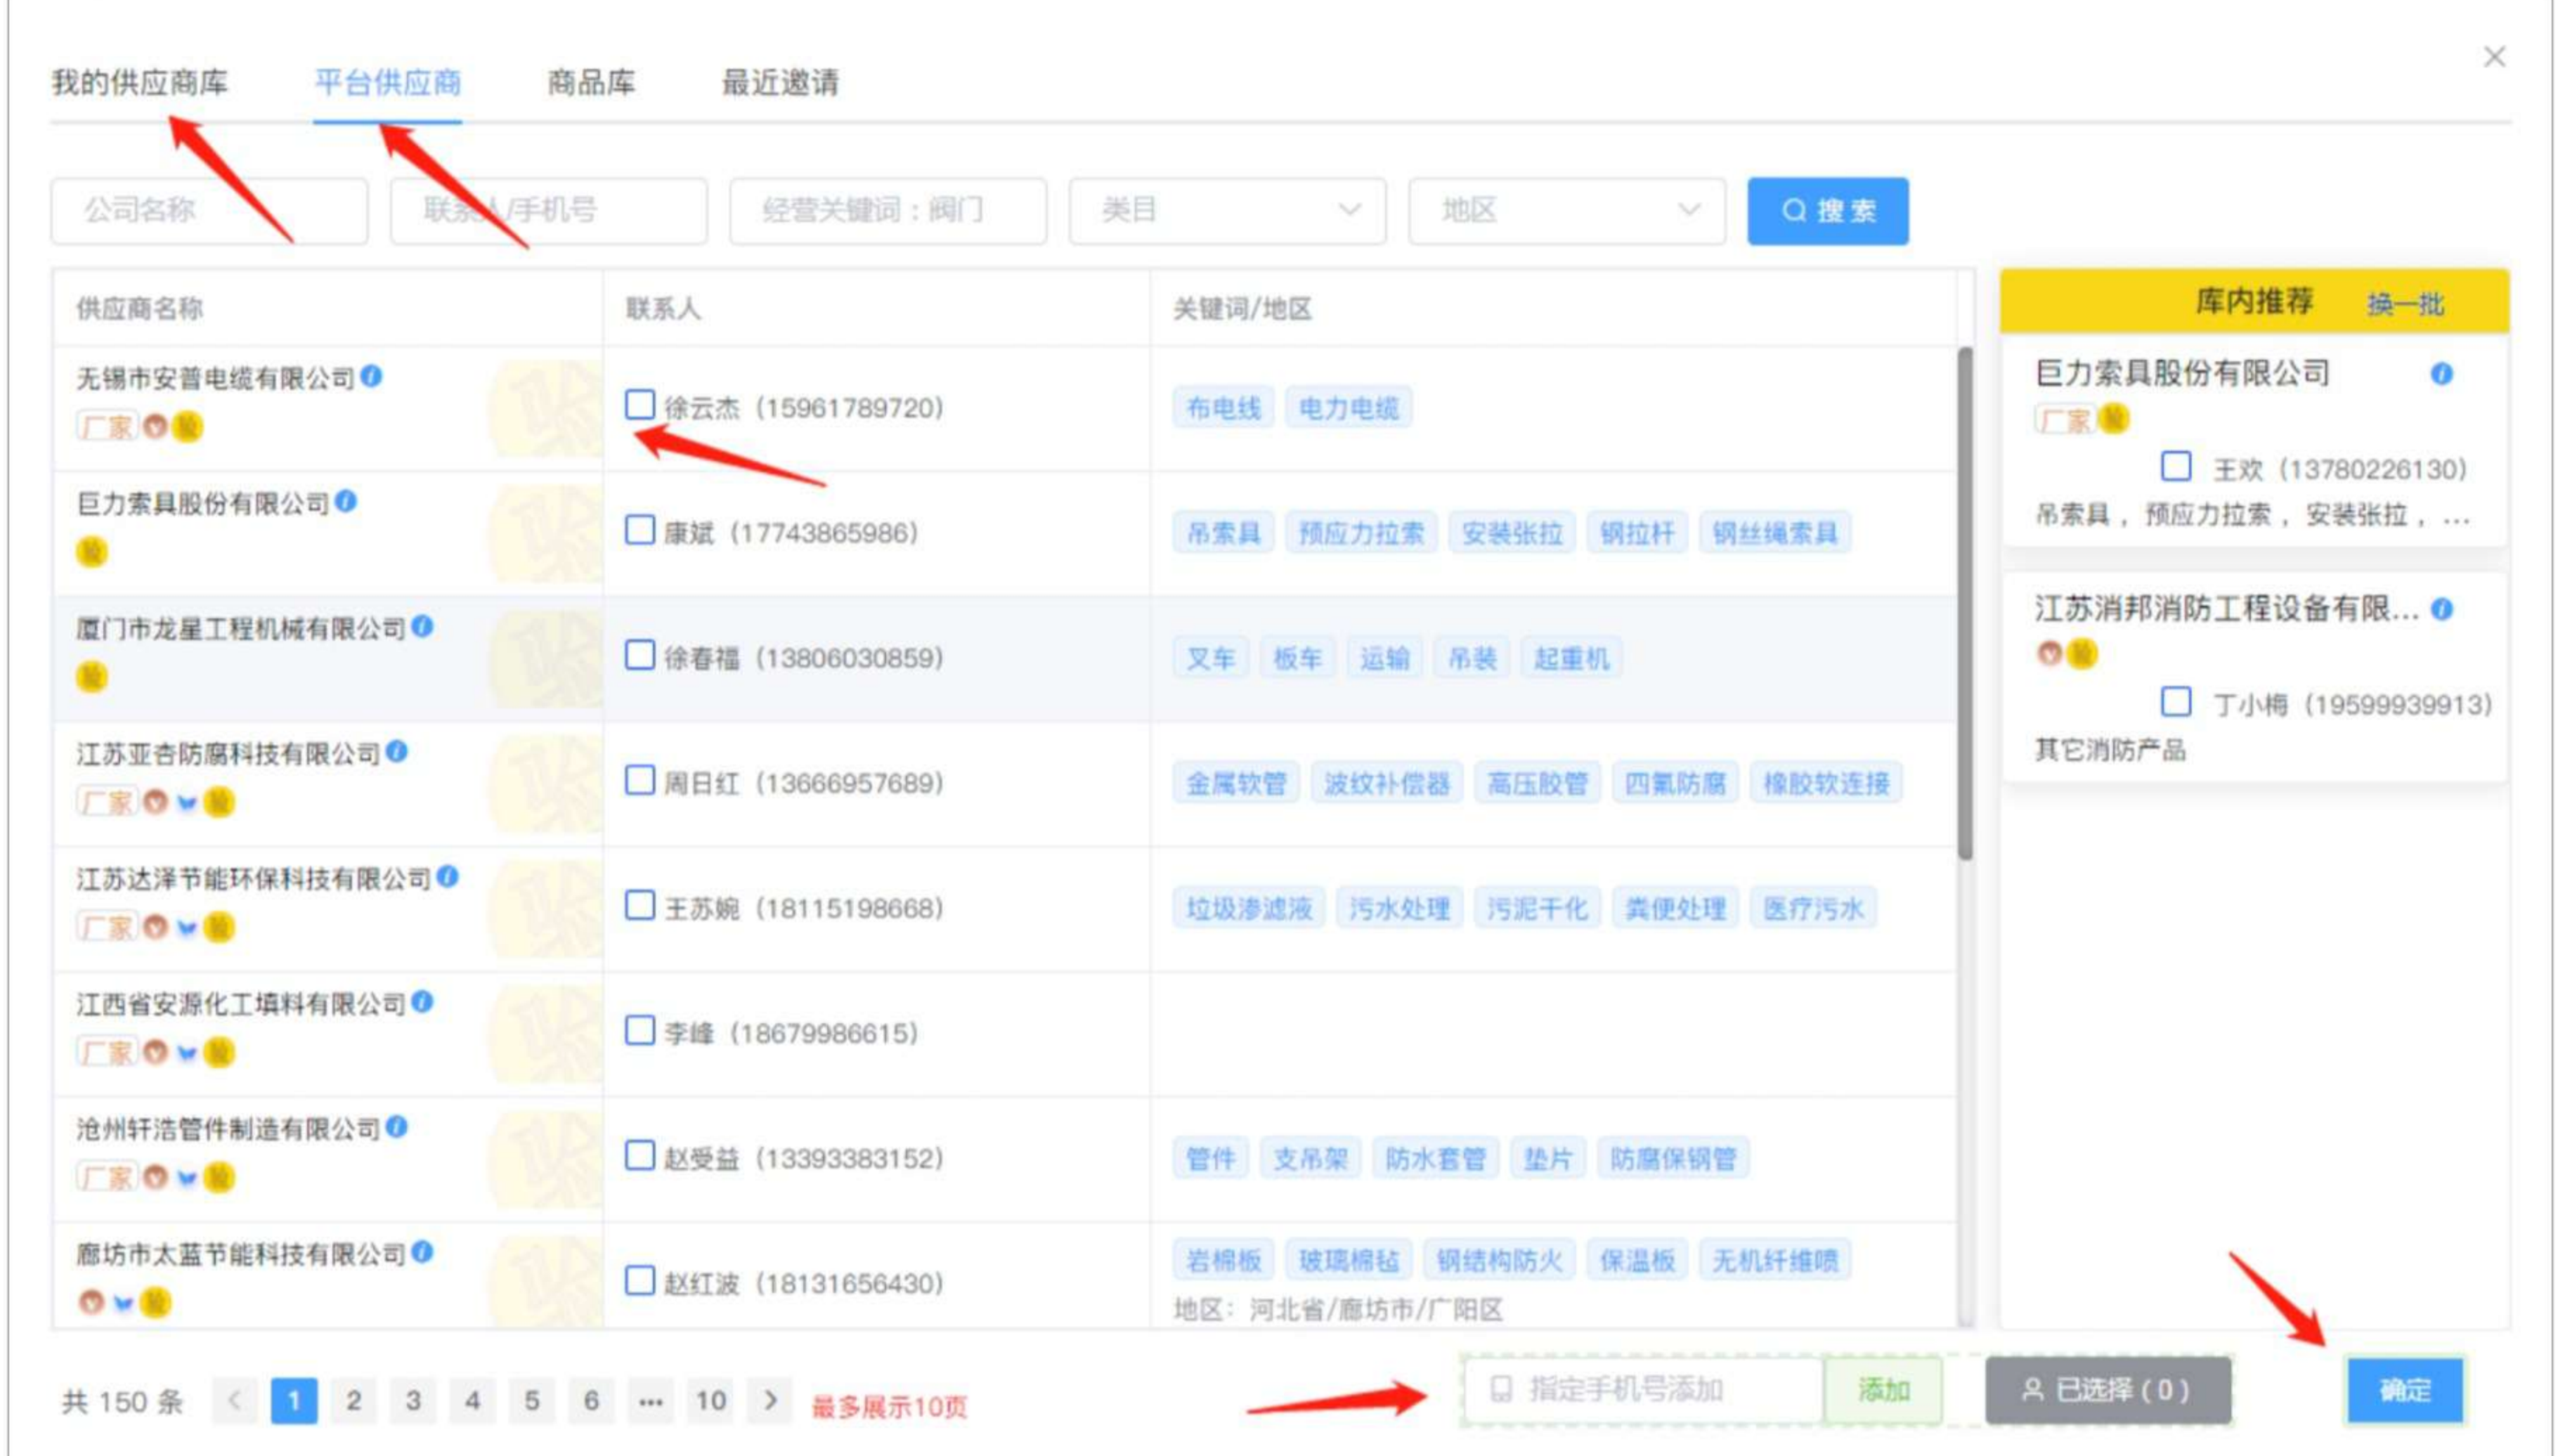 我的供应商库 平台供应商 商品库 最近邀请
公司名称 联系人/手机号 经营关键词：阀门 类目 地区 搜索
供应商名称 联系人 关键词/地区
无锡市安普电缆有限公司
厂家 验
徐云杰（15961789720） 布电线 电力电缆
巨力索具股份有限公司
验
康斌（17743865986） 吊索具 预应力拉索 安装张拉 钢拉杆 钢丝绳索具
厦门市龙星工程机械有限公司
验
徐春福（13806030859） 叉车 板车 运输 吊装 起重机
江苏亚杏防腐科技有限公司
厂家 验
周日红（13666957689） 金属软管 波纹补偿器 高压胶管 四氟防腐 橡胶软连接
江苏达泽节能环保科技有限公司
厂家 验
王苏婉（18115198668） 垃圾渗滤液 污水处理 污泥干化 粪便处理 医疗污水
江西省安源化工填料有限公司
厂家 验
李峰（18679986615）
沧州轩浩管件制造有限公司
厂家 验
赵受益（13393383152） 管件 支吊架 防水套管 垫片 防腐保钢管
廊坊市太蓝节能科技有限公司
验
赵红波（18131656430） 岩棉板 玻璃棉毡 钢结构防火 保温板 无机纤维喷
地区：河北省/廊坊市/广阳区
库内推荐 换一批
巨力索具股份有限公司
厂家 验
王欢（13780226130）
吊索具，预应力拉索，安装张拉，...
江苏消邦消防工程设备有限...
验
丁小梅（19599939913）
其它消防产品
共 150 条 < 1 2 3 4 5 6 ... 10 > 最多展示10页 指定手机号添加 添加 已选择（0） 确定